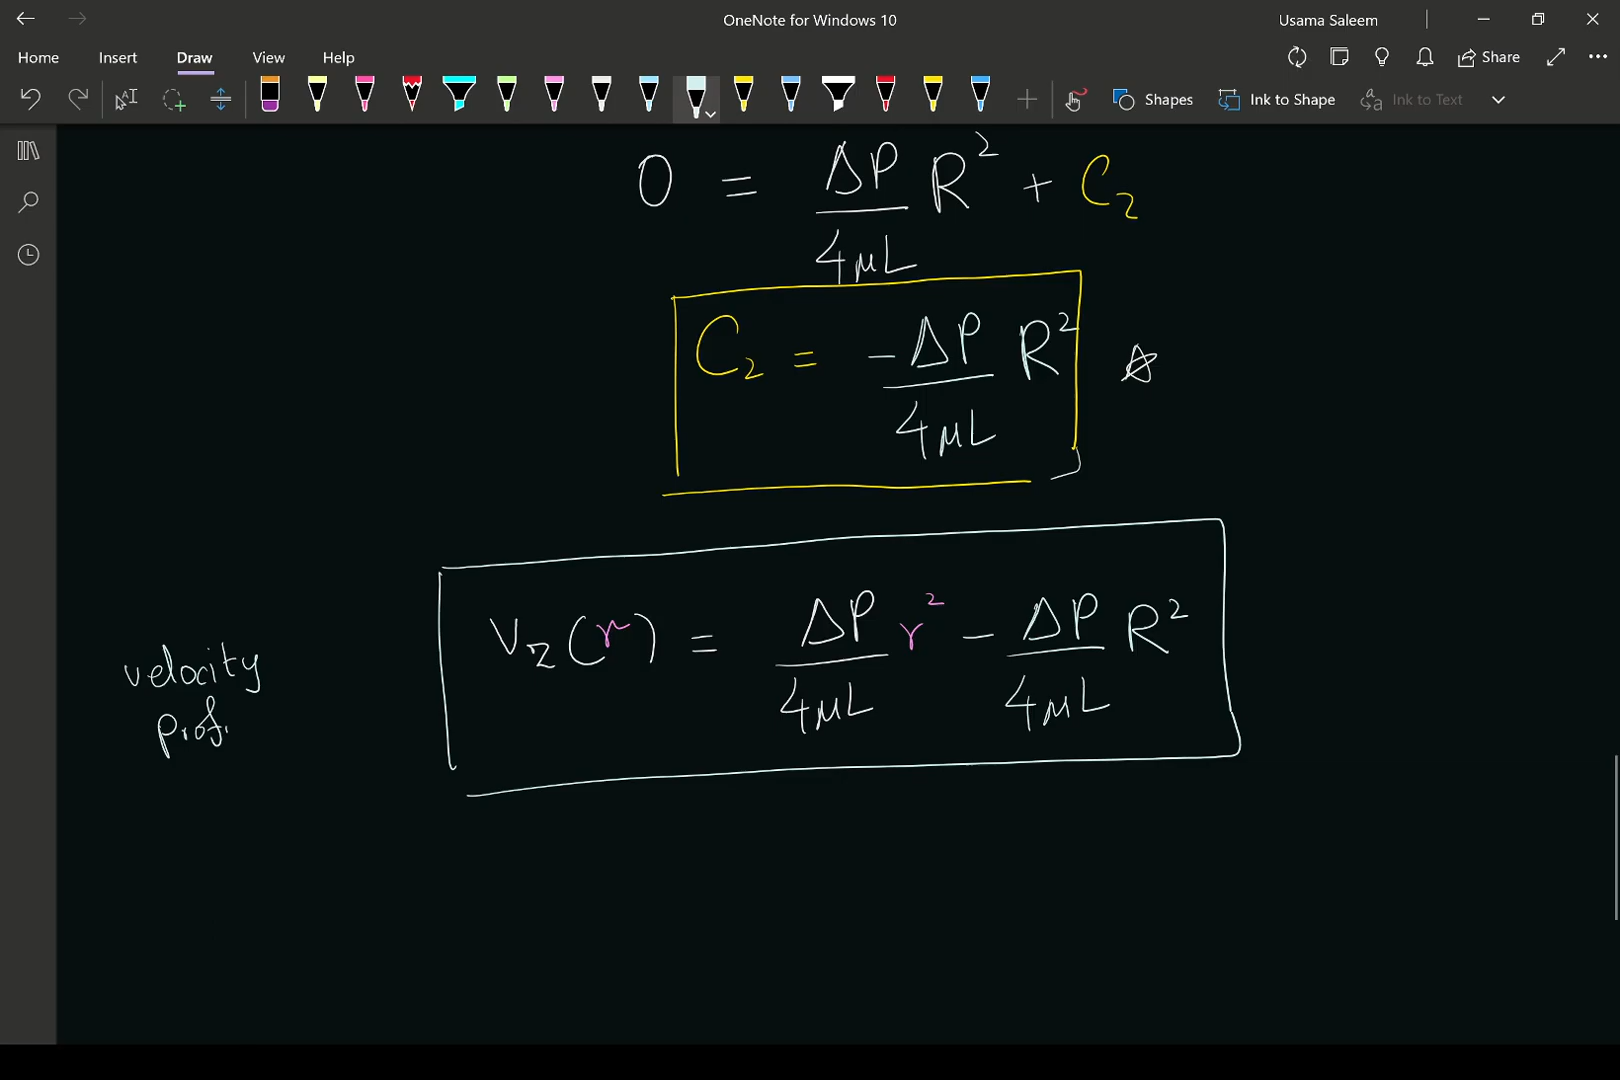 OneNote for Windows 10
Usama Saleem
Home Insert Draw View Help
Share
Shapes Ink to Shape Ink to Text
0 = ΔP/4μL R² + C₂
C₂ = -ΔP/4μL R² ☆
velocity
prof.
V_z(r) = ΔP/4μL r² - ΔP/4μL R²